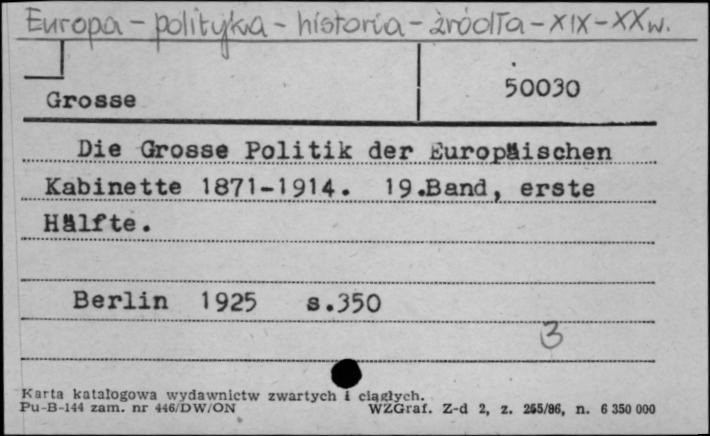 Europa - polityka - historia - źródła - XIX - XX w.
50030
Grosse
Die Grosse Politik der Europäischen
Kabinette 1871-1914. 19.Band, erste
Hälfte.
Berlin 1925 s.350
3
Karta katalogowa wydawnictw zwartych i ciągłych.
Pu-B-144 zam. nr 446/DW/ON WZGraf. Z-d 2, z. 255/86, n. 6 350 000